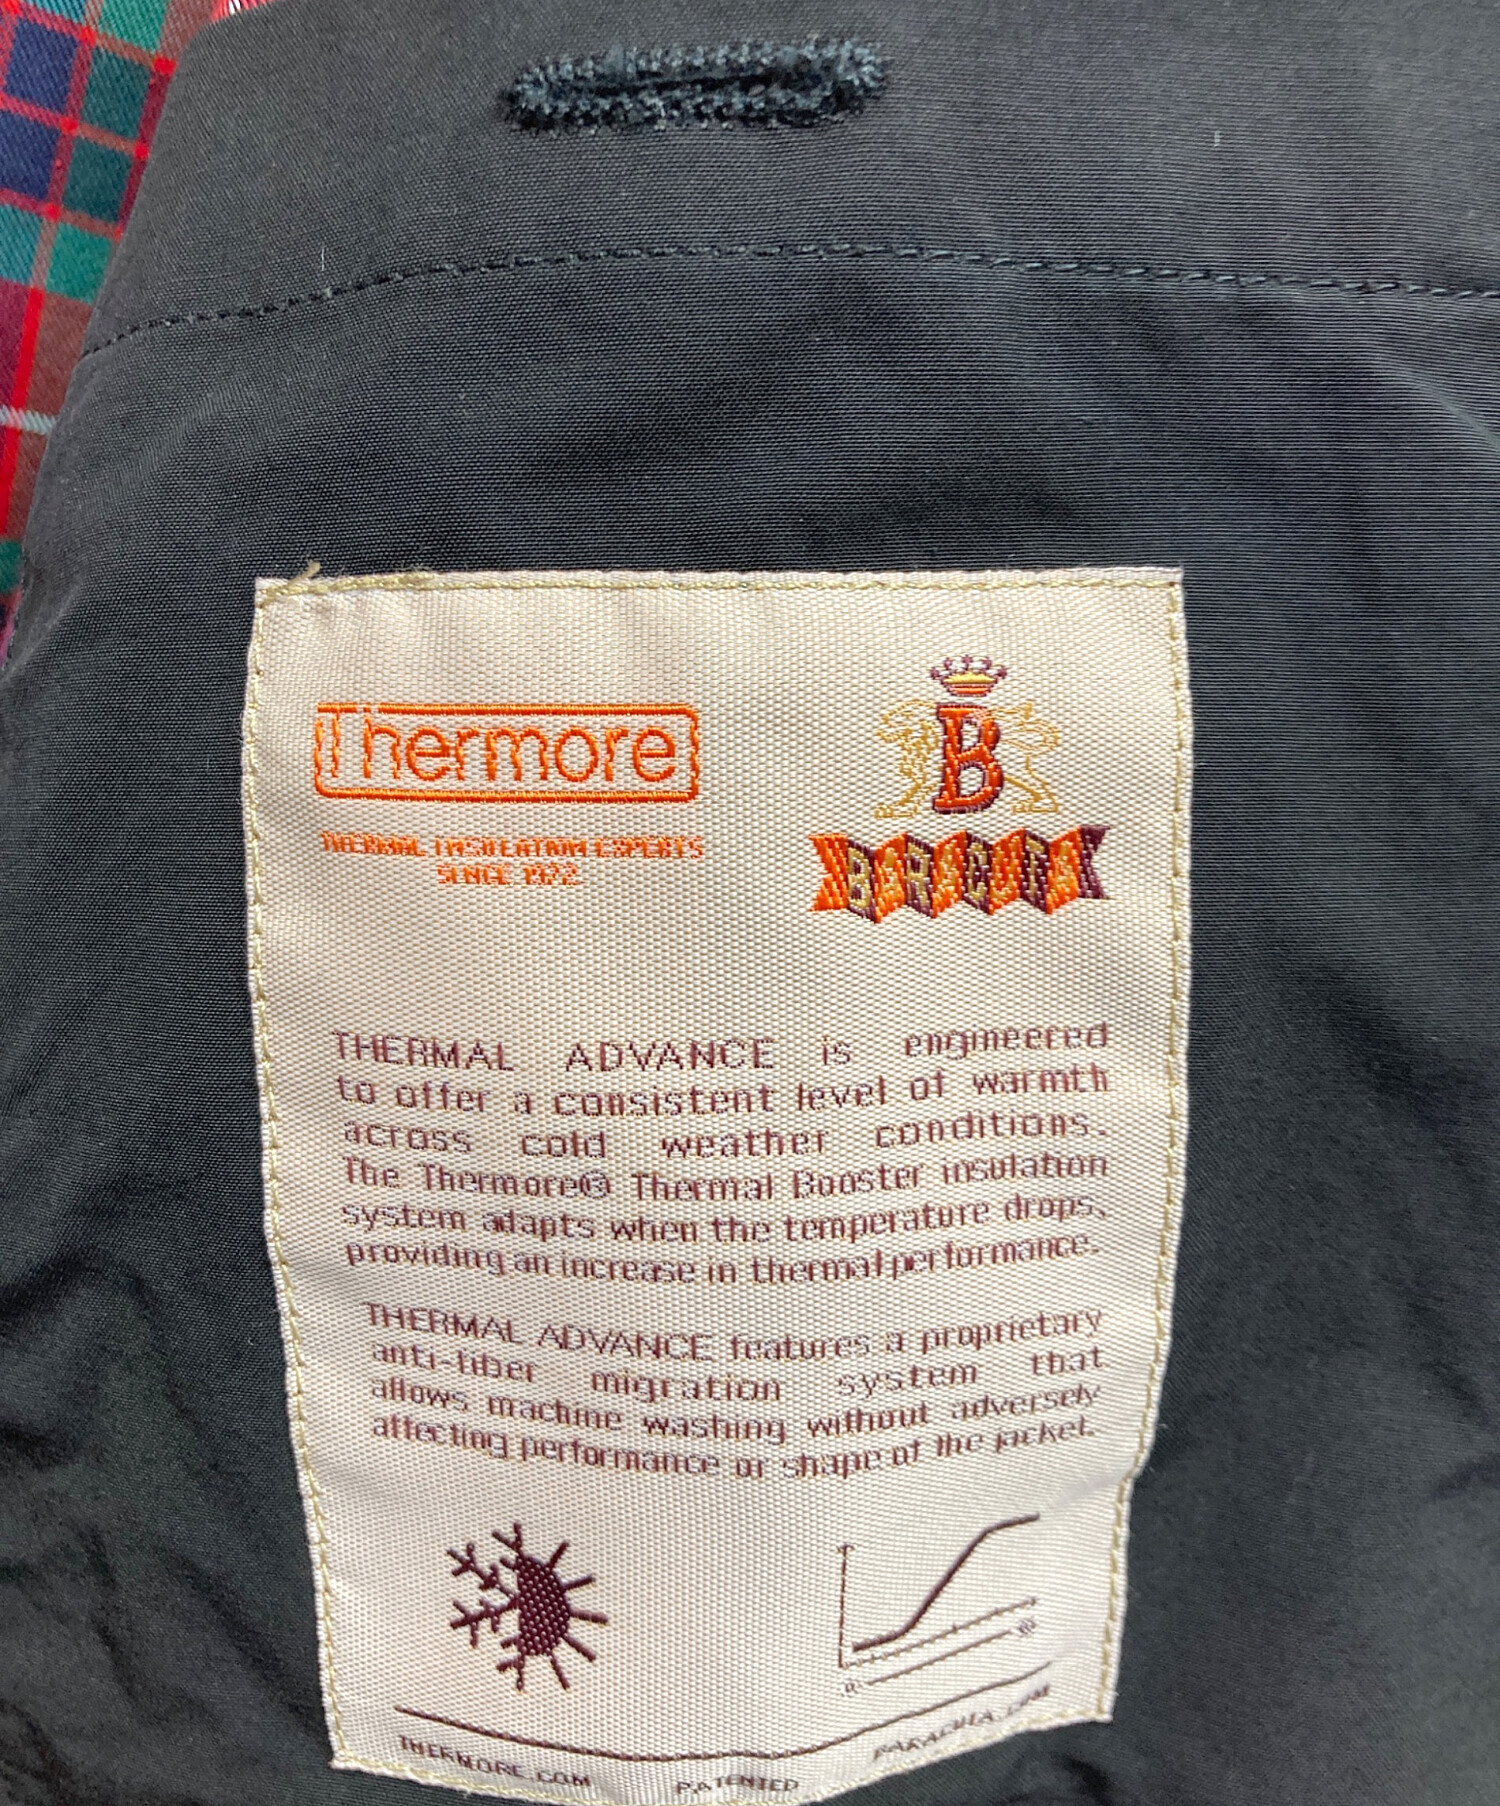 Thermore
THERMAL INSULATION EXPERTS
SINCE 1972
B
BARACUTA
THERMAL ADVANCE is engineered
to offer a consistent level of warmth
across cold weather conditions.
The Thermore® Thermal Booster insulation
system adapts when the temperature drops,
providing an increase in thermal performance.
THERMAL ADVANCE features a proprietary
anti-fiber migration system that
allows machine washing without adversely
affecting performance or shape of the jacket.
THERMORE.COM PATENTED BARACUTA.COM